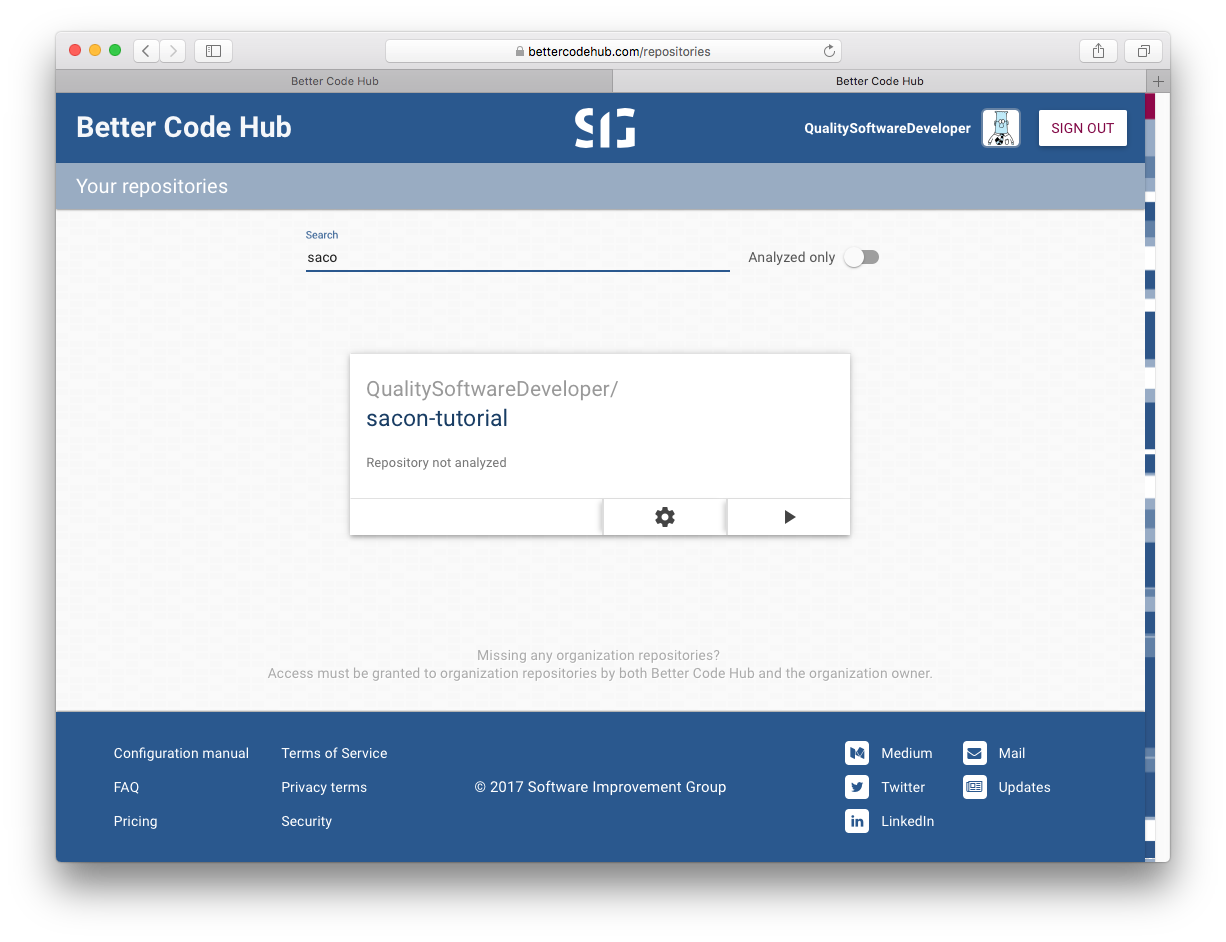 bettercodehub.com/repositories
Better Code Hub
Better Code Hub
Better Code Hub
SIG
QualitySoftwareDeveloper
SIGN OUT
Your repositories
Search
saco
Analyzed only
QualitySoftwareDeveloper/
sacon-tutorial
Repository not analyzed
Missing any organization repositories?
Access must be granted to organization repositories by both Better Code Hub and the organization owner.
Configuration manual
Terms of Service
Medium
Mail
FAQ
Privacy terms
© 2017 Software Improvement Group
Twitter
Updates
Pricing
Security
in
LinkedIn